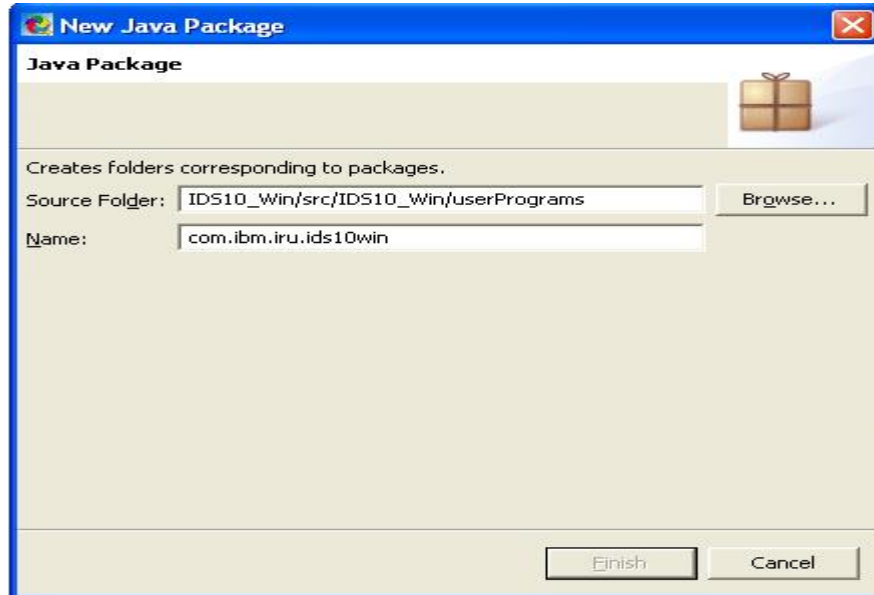 New Java Package
Java Package
Creates folders corresponding to packages.
Source Folder: IDS10_Win/src/IDS10_Win/userPrograms Browse...
Name: com.ibm.iru.ids10win
Finish Cancel